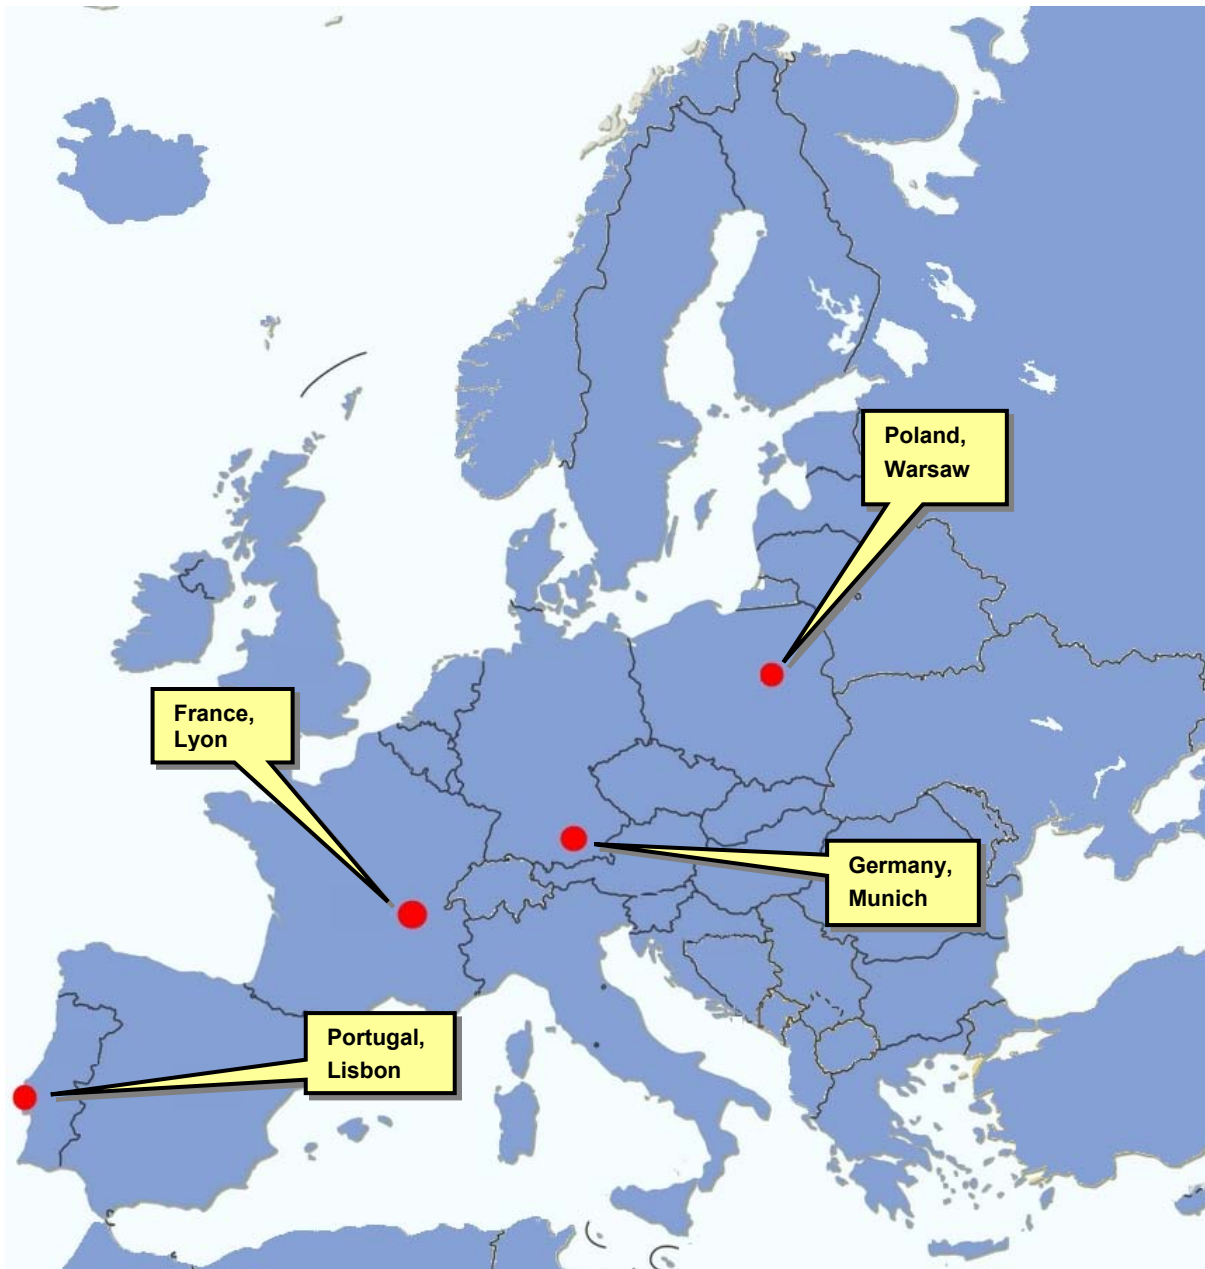 Poland,
Warsaw
France,
Lyon
Germany,
Munich
Portugal,
Lisbon